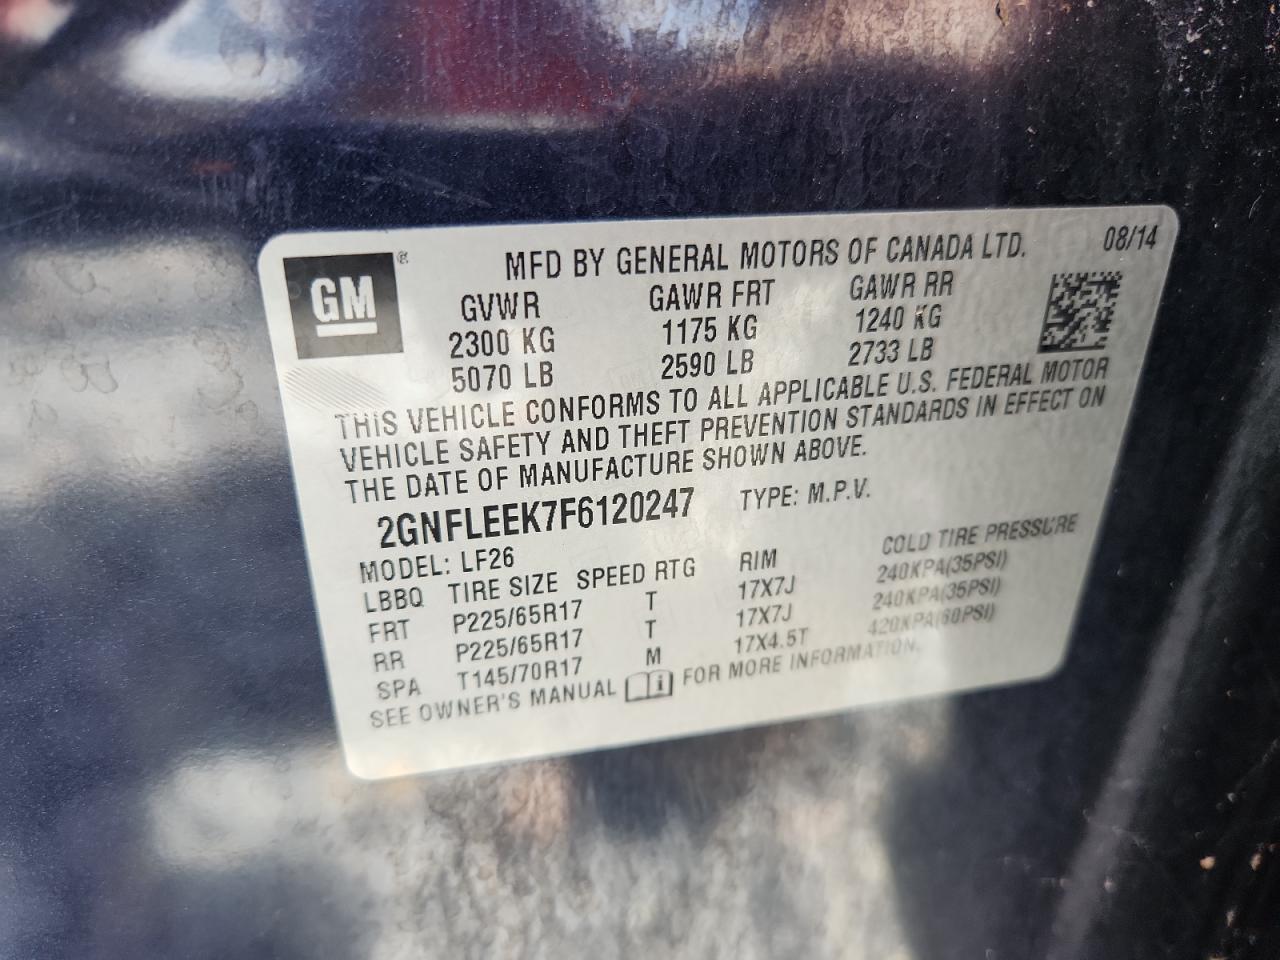 GM ® MFD BY GENERAL MOTORS OF CANADA LTD. 08/14
GVWR GAWR FRT GAWR RR
2300 KG 1175 KG 1240 KG
5070 LB 2590 LB 2733 LB
THIS VEHICLE CONFORMS TO ALL APPLICABLE U.S. FEDERAL MOTOR
VEHICLE SAFETY AND THEFT PREVENTION STANDARDS IN EFFECT ON
THE DATE OF MANUFACTURE SHOWN ABOVE.
2GNFLEEK7F6120247 TYPE: M.P.V.
MODEL: LF26
LBBQ TIRE SIZE SPEED RTG RIM COLD TIRE PRESSURE
FRT P225/65R17 T 17X7J 240KPA(35PSI)
RR P225/65R17 T 17X7J 240KPA(35PSI)
SPA T145/70R17 M 17X4.5T 420KPA(60PSI)
SEE OWNER'S MANUAL FOR MORE INFORMATION.